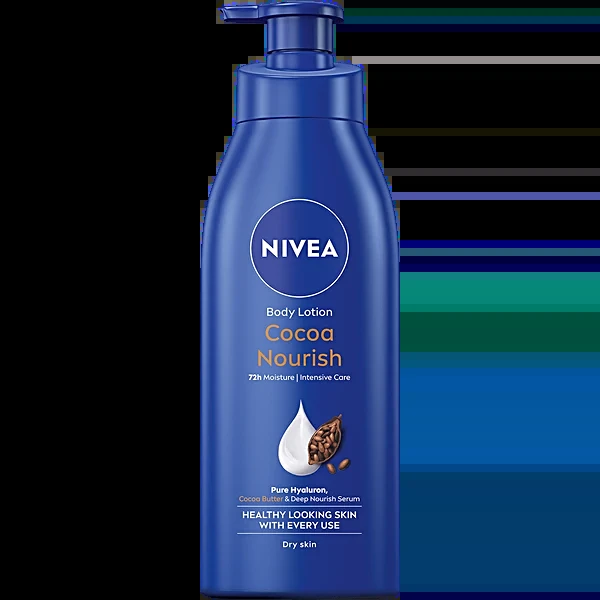 NIVEA
Body Lotion
Cocoa
Nourish
72h Moisture | Intensive Care
Pure Hyaluron,
Cocoa Butter & Deep Nourish Serum
HEALTHY LOOKING SKIN
WITH EVERY USE
Dry skin